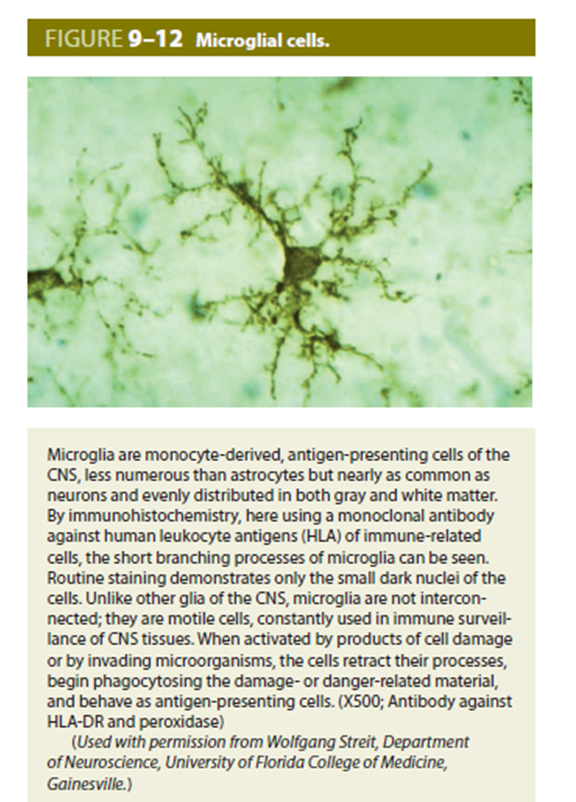 FIGURE 9–12 Microglial cells.
Microglia are monocyte-derived, antigen-presenting cells of the
CNS, less numerous than astrocytes but nearly as common as
neurons and evenly distributed in both gray and white matter.
By immunohistochemistry, here using a monoclonal antibody
against human leukocyte antigens (HLA) of immune-related
cells, the short branching processes of microglia can be seen.
Routine staining demonstrates only the small dark nuclei of the
cells. Unlike other glia of the CNS, microglia are not intercon-
nected; they are motile cells, constantly used in immune surveil-
lance of CNS tissues. When activated by products of cell damage
or by invading microorganisms, the cells retract their processes,
begin phagocytosing the damage- or danger-related material,
and behave as antigen-presenting cells. (X500; Antibody against
HLA-DR and peroxidase)
(Used with permission from Wolfgang Streit, Department
of Neuroscience, University of Florida College of Medicine,
Gainesville.)